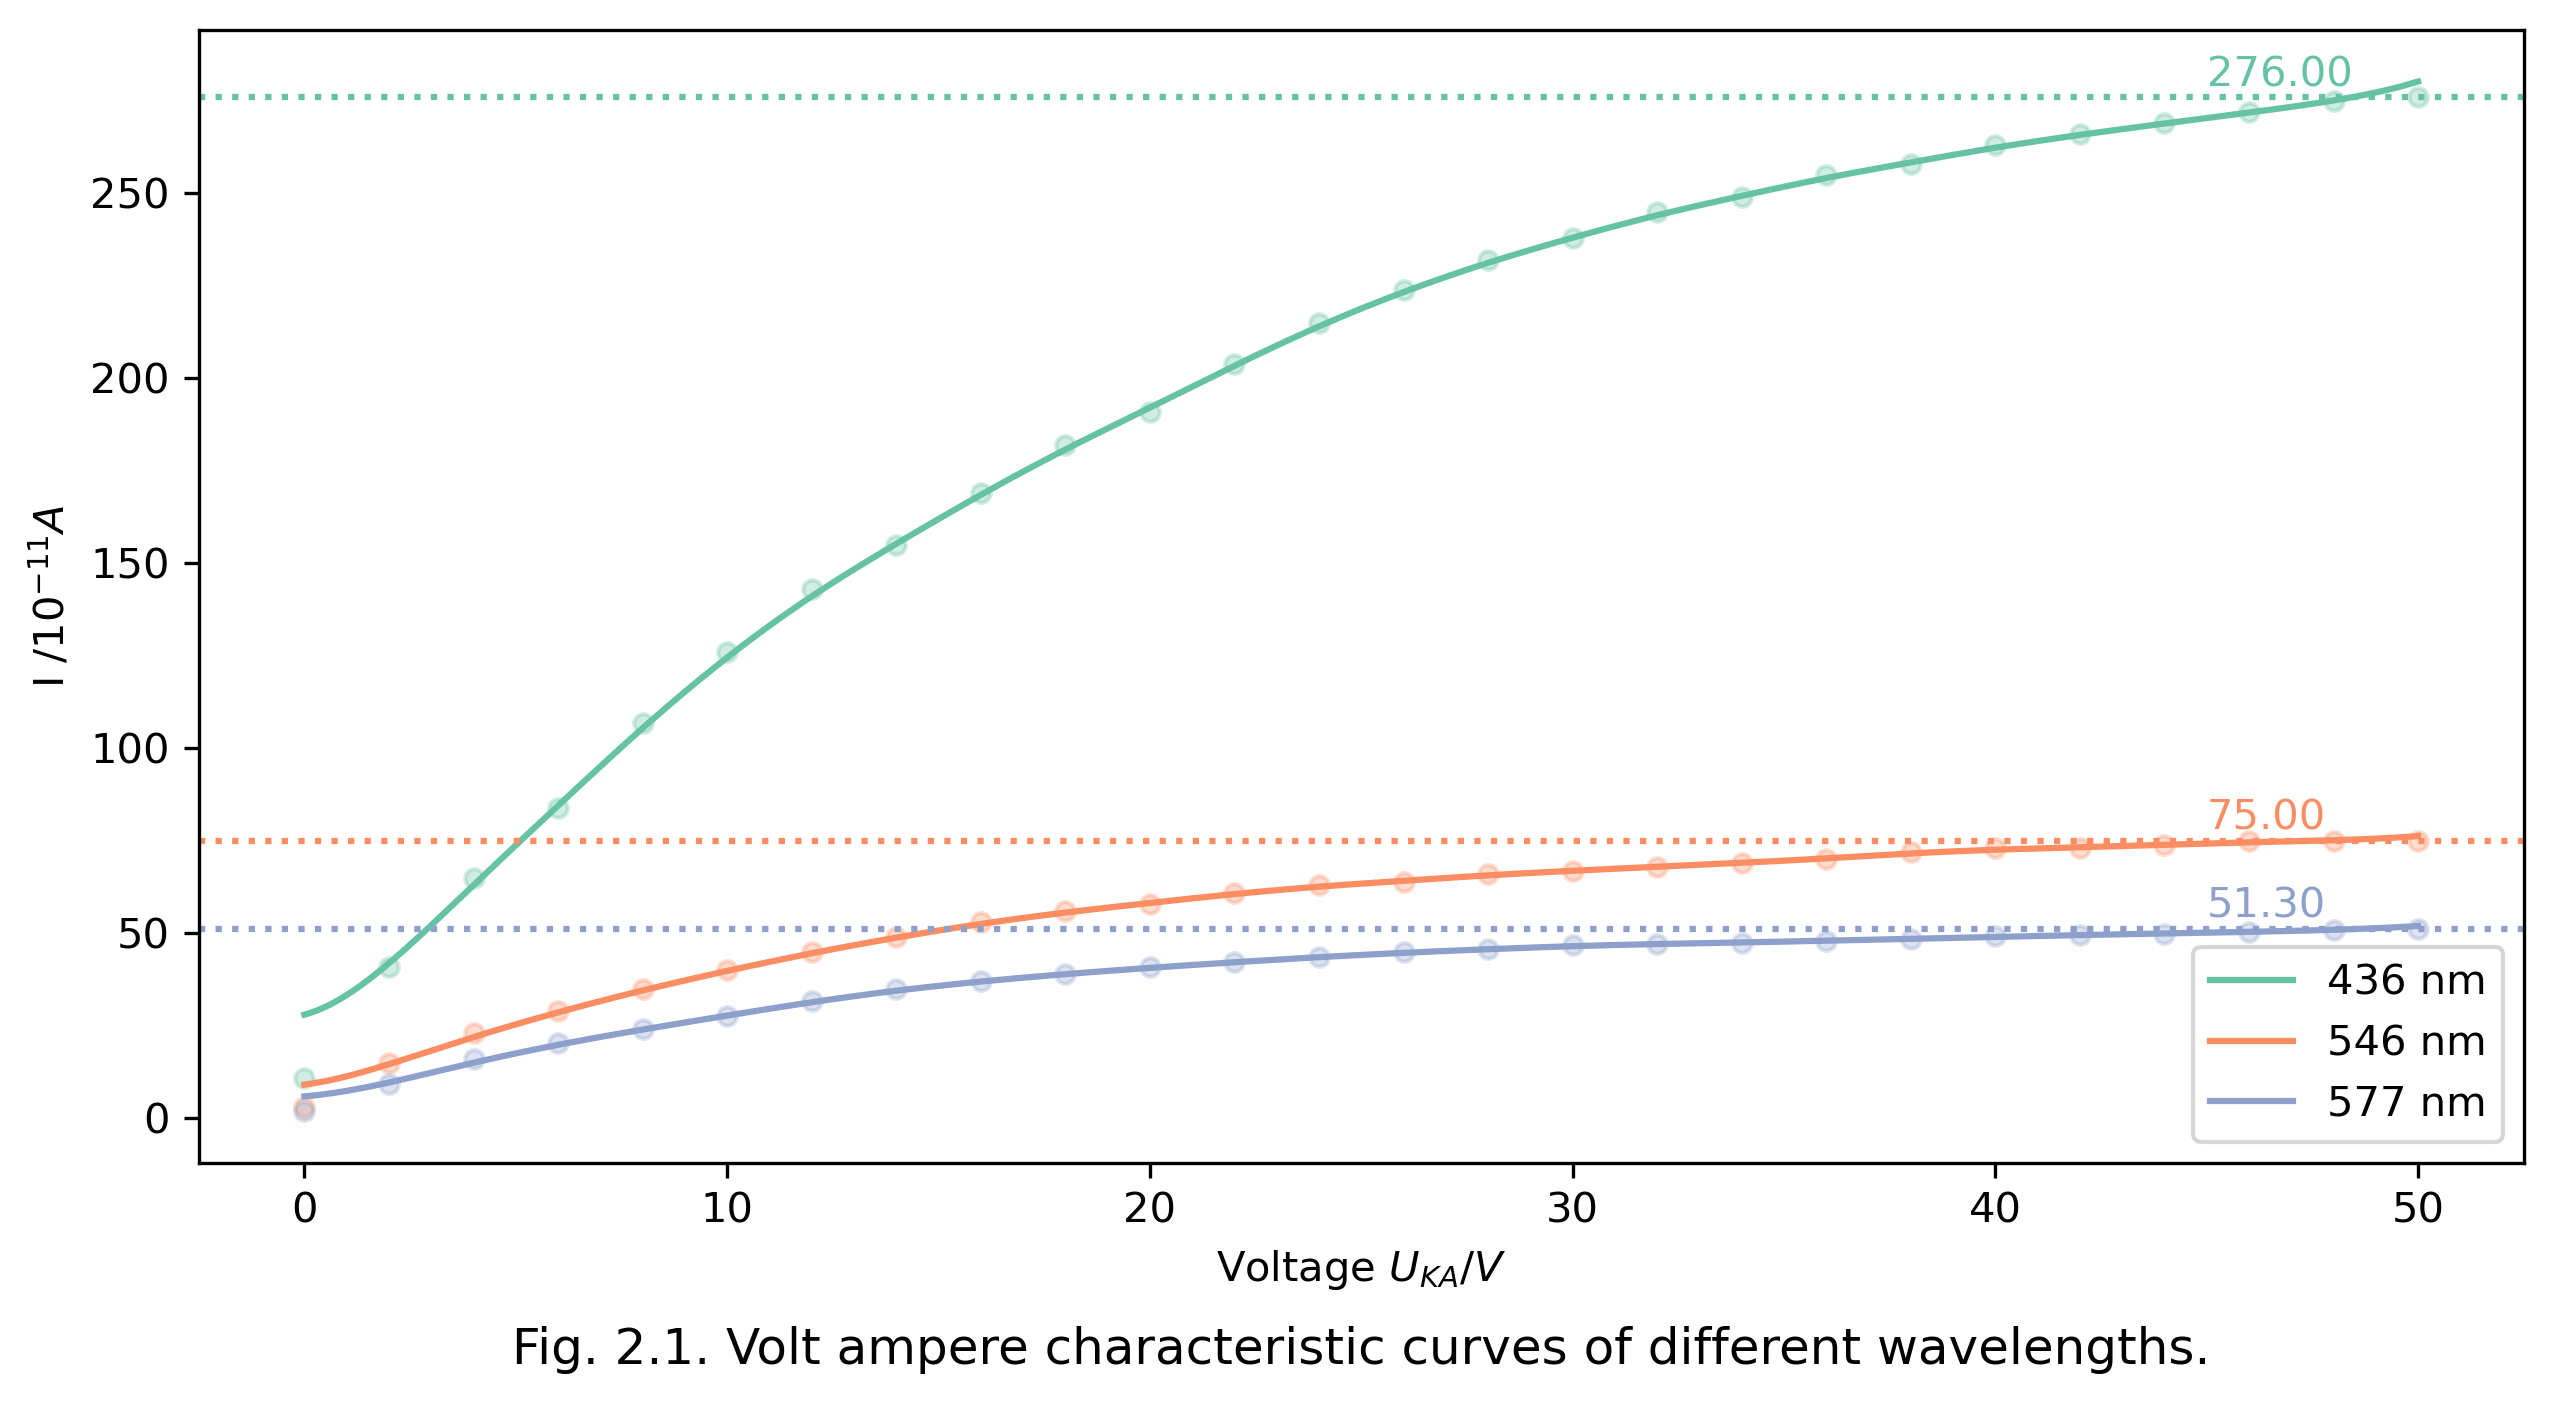 276.00
75.00
51.30
250
200
150
100
50
0
I /10⁻¹¹A
0 10 20 30 40 50
Voltage U_KA/V
436 nm
546 nm
577 nm
Fig. 2.1. Volt ampere characteristic curves of different wavelengths.